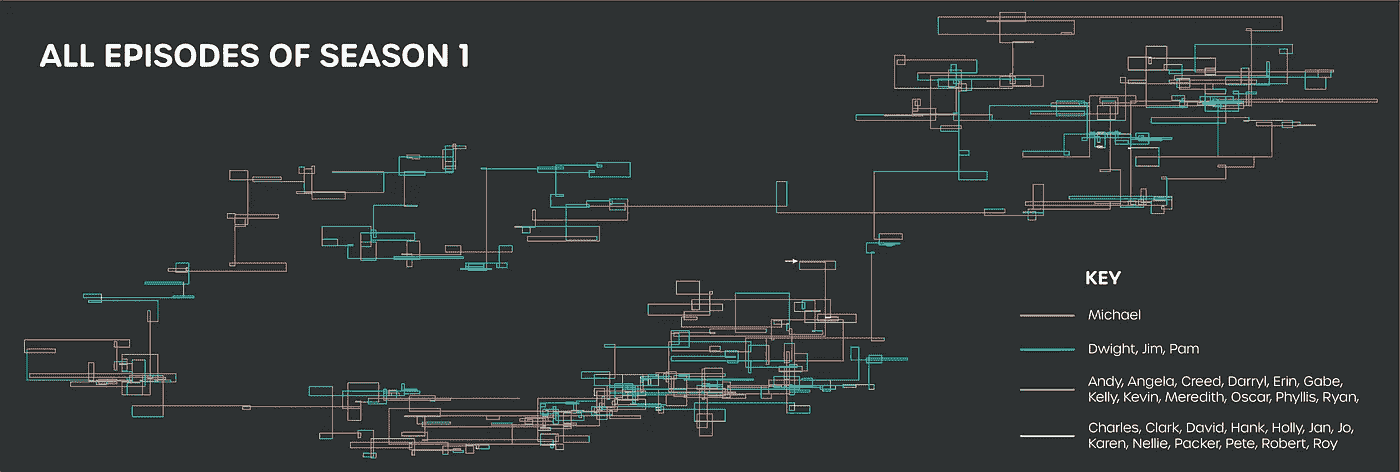 ALL EPISODES OF SEASON 1
KEY
Michael
Dwight, Jim, Pam
Andy, Angela, Creed, Darryl, Erin, Gabe,
Kelly, Kevin, Meredith, Oscar, Phyllis, Ryan,
Charles, Clark, David, Hank, Holly, Jan, Jo,
Karen, Nellie, Packer, Pete, Robert, Roy